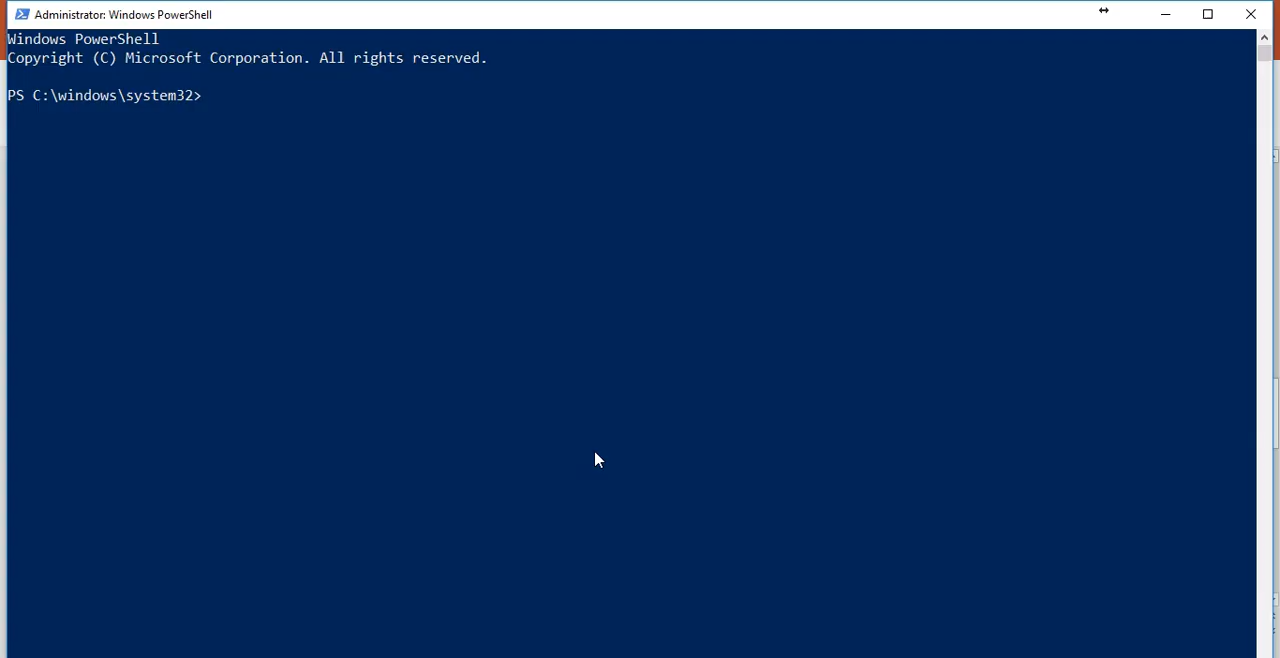 Administrator: Windows PowerShell
Windows PowerShell
Copyright (C) Microsoft Corporation. All rights reserved.
PS C:\windows\system32>